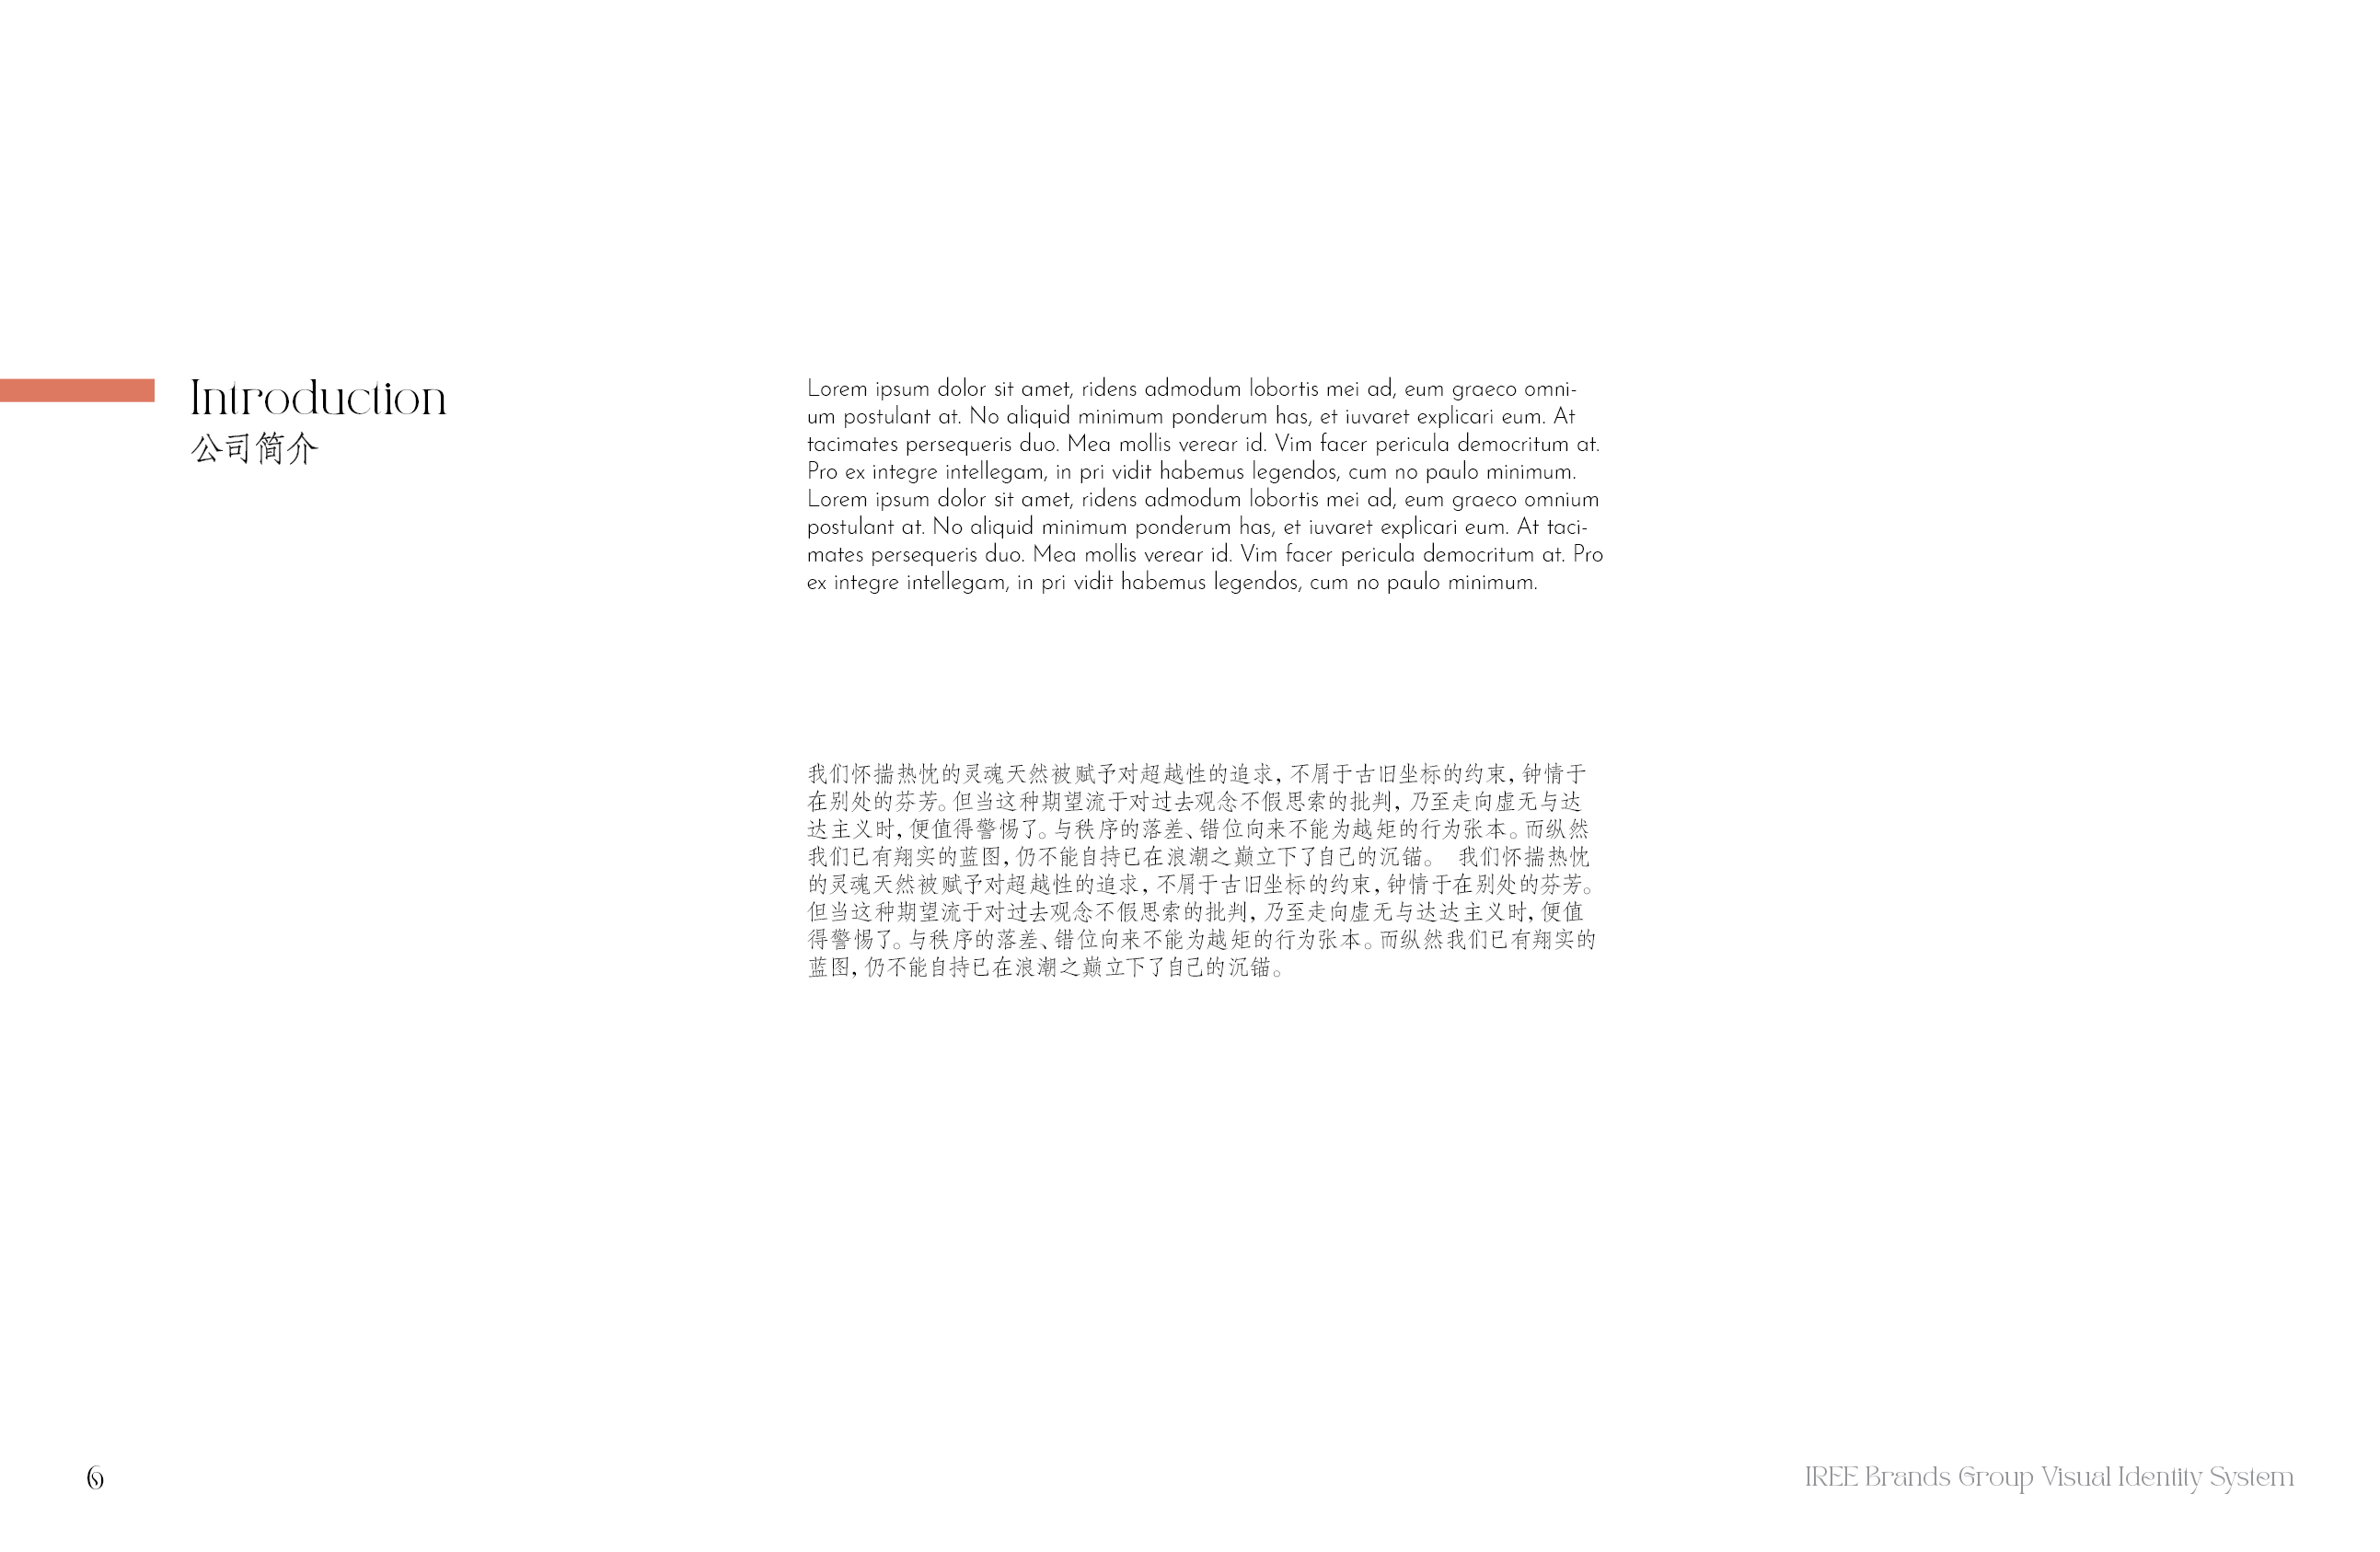 Introduction
公司简介
Lorem ipsum dolor sit amet, ridens admodum lobortis mei ad, eum graeco omni-
um postulant at. No aliquid minimum ponderum has, et iuvaret explicari eum. At
tacimates persequeris duo. Mea mollis verear id. Vim facer pericula democritum at.
Pro ex integre intellegam, in pri vidit habemus legendos, cum no paulo minimum.
Lorem ipsum dolor sit amet, ridens admodum lobortis mei ad, eum graeco omnium
postulant at. No aliquid minimum ponderum has, et iuvaret explicari eum. At taci-
mates persequeris duo. Mea mollis verear id. Vim facer pericula democritum at. Pro
ex integre intellegam, in pri vidit habemus legendos, cum no paulo minimum.
我们怀揣热忱的灵魂天然被赋予对超越性的追求，不屑于古旧坐标的约束，钟情于
在别处的芬芳。但当这种期望流于对过去观念不假思索的批判，乃至走向虚无与达
达主义时，便值得警惕了。与秩序的落差、错位向来不能为越矩的行为张本。而纵然
我们已有翔实的蓝图，仍不能自持已在浪潮之巅立下了自己的沉锚。 我们怀揣热忱
的灵魂天然被赋予对超越性的追求，不屑于古旧坐标的约束，钟情于在别处的芬芳。
但当这种期望流于对过去观念不假思索的批判，乃至走向虚无与达达主义时，便值
得警惕了。与秩序的落差、错位向来不能为越矩的行为张本。而纵然我们已有翔实的
蓝图，仍不能自持已在浪潮之巅立下了自己的沉锚。
6
IREE Brands Group Visual Identity System